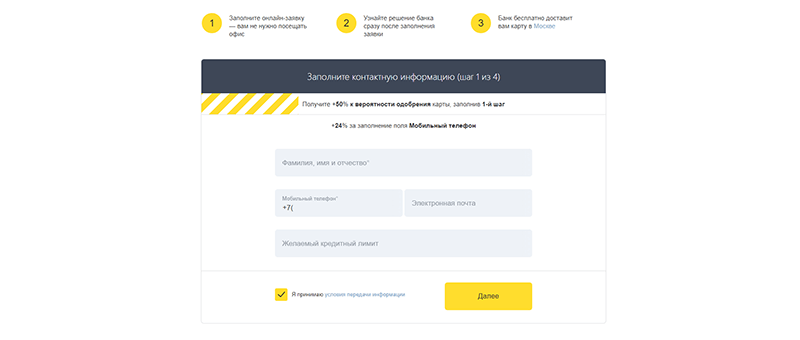 1
Заполните онлайн-заявку
— вам не нужно посещать
офис
2
Узнайте решение банка
сразу после заполнения
заявки
3
Банк бесплатно доставит
вам карту в Москве
Заполните контактную информацию (шаг 1 из 4)
Получите +50% к вероятности одобрения карты, заполнив 1-й шаг
+24% за заполнение поля Мобильный телефон
Фамилия, имя и отчество*
Мобильный телефон*
+7(
Электронная почта
Желаемый кредитный лимит
Я принимаю условия передачи информации
Далее